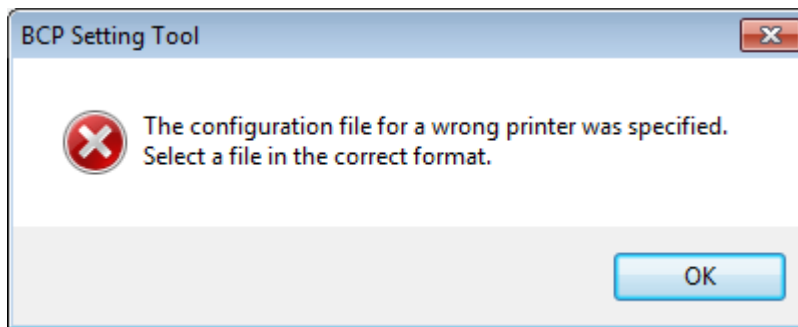 BCP Setting Tool
The configuration file for a wrong printer was specified.
Select a file in the correct format.
OK